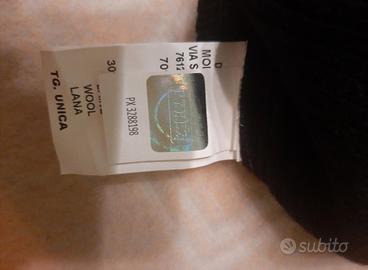 MOI
VIA S
7612
70
30
WOOL
LANA
TG. UNICA
PX 3288198
subito